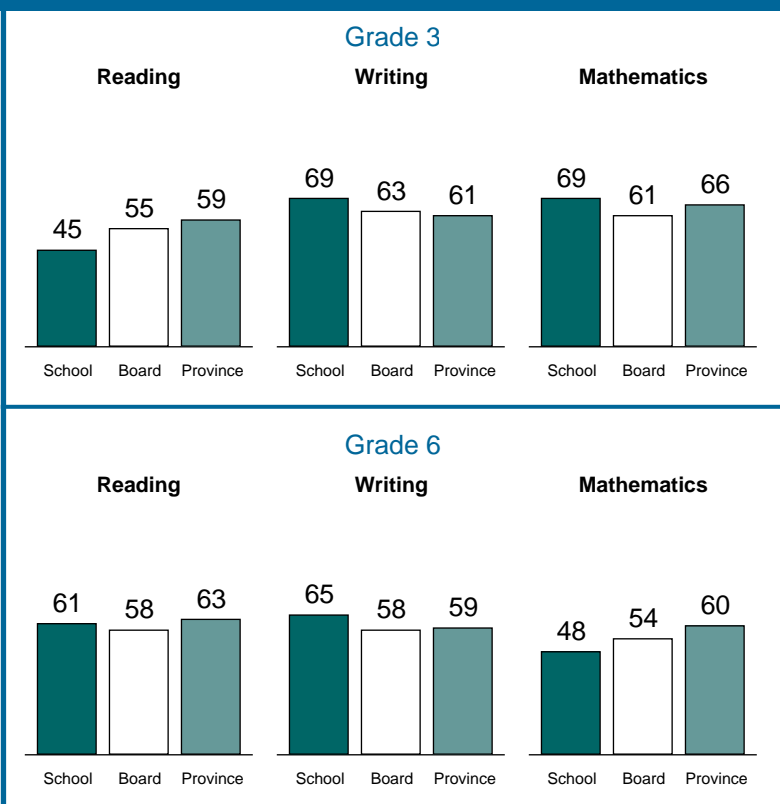 Grade 3
Reading Writing Mathematics
45 55 59 69 63 61 69 61 66
School Board Province School Board Province School Board Province
Grade 6
Reading Writing Mathematics
61 58 63 65 58 59 48 54 60
School Board Province School Board Province School Board Province